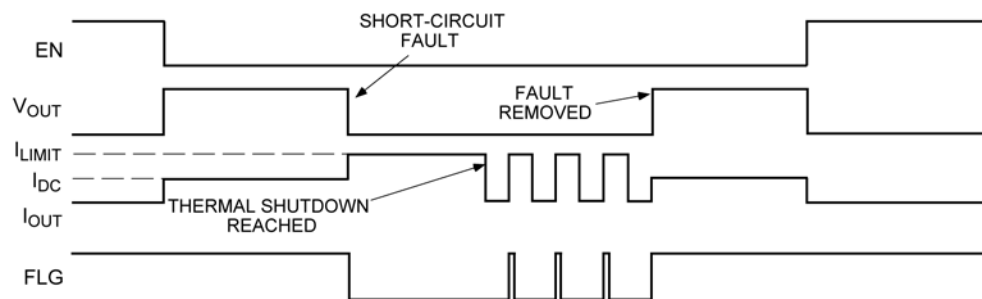 SHORT-CIRCUIT
FAULT
EN
FAULT
REMOVED
VOUT
ILIMIT
IDC
THERMAL SHUTDOWN
REACHED
IOUT
FLG